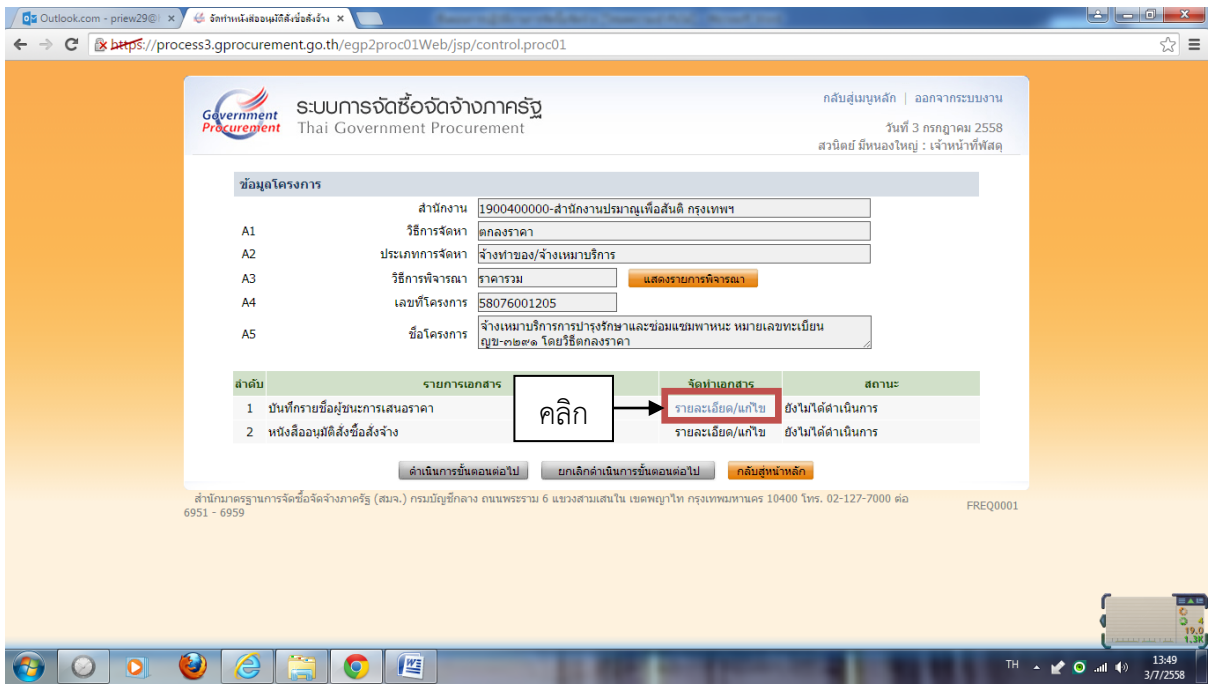 Outlook.com - priew29@
จัดทำหนังสืออนุมัติสั่งซื้อสั่งจ้าง
https://process3.gprocurement.go.th/egp2proc01Web/jsp/control.proc01
Government Procurement
ระบบการจัดซื้อจัดจ้างภาครัฐ
Thai Government Procurement
กลับสู่เมนูหลัก | ออกจากระบบงาน
วันที่ 3 กรกฎาคม 2558
สวนิตย์ มีหนองใหญ่ : เจ้าหน้าที่พัสดุ
ข้อมูลโครงการ
สำนักงาน 1900400000-สำนักงานปรมาณูเพื่อสันติ กรุงเทพฯ
A1 วิธีการจัดหา ตกลงราคา
A2 ประเภทการจัดหา จ้างทำของ/จ้างเหมาบริการ
A3 วิธีการพิจารณา ราคารวม แสดงรายการพิจารณา
A4 เลขที่โครงการ 58076001205
A5 ชื่อโครงการ จ้างเหมาบริการการบำรุงรักษาและซ่อมแซมพาหนะ หมายเลขทะเบียน
ญข-๓๒๙๑ โดยวิธีตกลงราคา
ลำดับ รายการเอกสาร จัดทำเอกสาร สถานะ
1 บันทึกรายชื่อผู้ชนะการเสนอราคา รายละเอียด/แก้ไข ยังไม่ได้ดำเนินการ
คลิก
2 หนังสืออนุมัติสั่งซื้อสั่งจ้าง รายละเอียด/แก้ไข ยังไม่ได้ดำเนินการ
ดำเนินการขั้นตอนต่อไป ยกเลิกดำเนินการขั้นตอนต่อไป กลับสู่หน้าหลัก
สำนักมาตรฐานการจัดซื้อจัดจ้างภาครัฐ (สมจ.) กรมบัญชีกลาง ถนนพระราม 6 แขวงสามเสนใน เขตพญาไท กรุงเทพมหานคร 10400 โทร. 02-127-7000 ต่อ
6951 - 6959
FREQ0001
4
19.0
1.3K
TH
13:49
3/7/2558